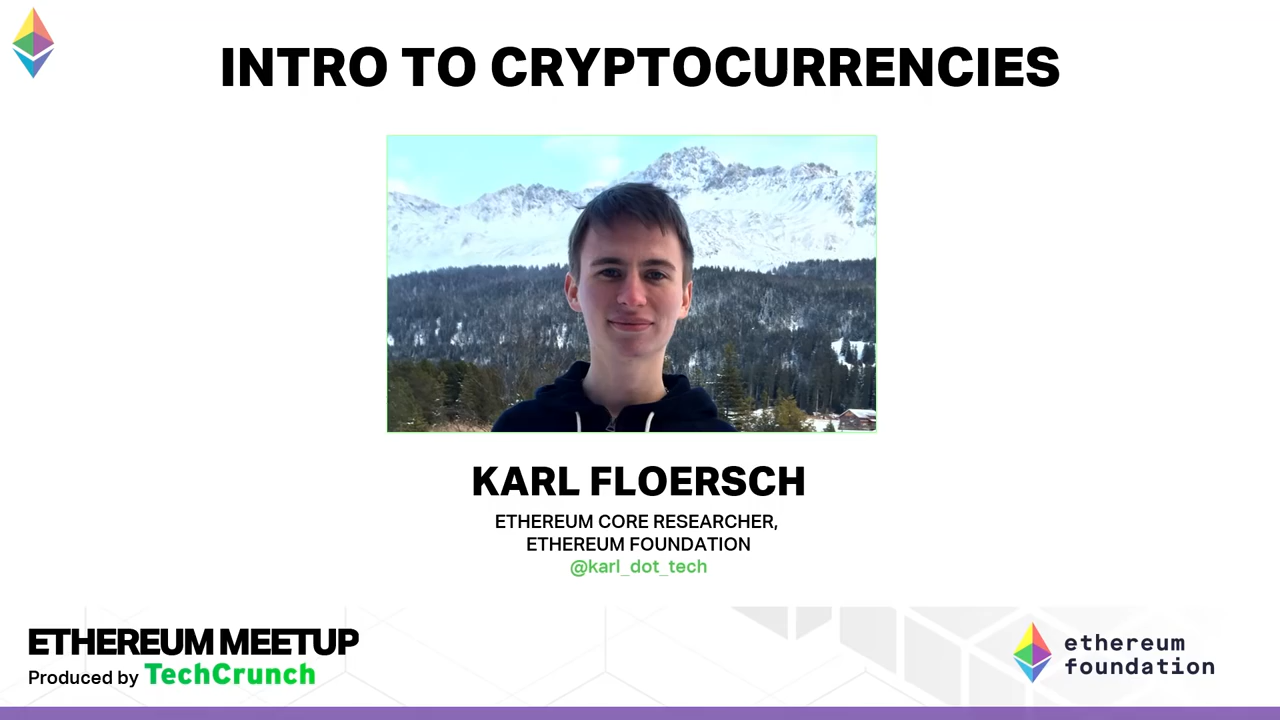 INTRO TO CRYPTOCURRENCIES
KARL FLOERSCH
ETHEREUM CORE RESEARCHER,
ETHEREUM FOUNDATION
@karl_dot_tech
ETHEREUM MEETUP
Produced by TechCrunch
ethereum
foundation